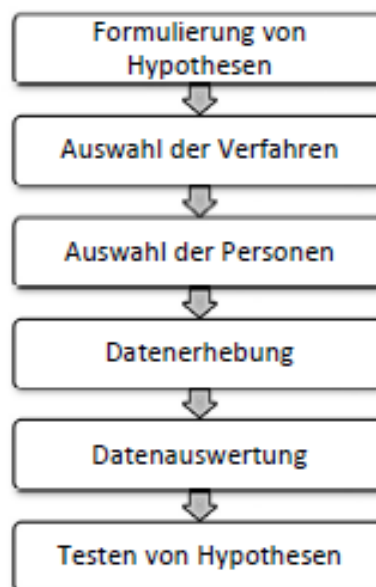 Formulierung von
Hypothesen
Auswahl der Verfahren
Auswahl der Personen
Datenerhebung
Datenauswertung
Testen von Hypothesen